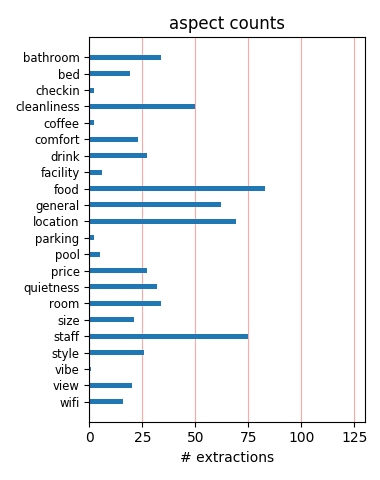 aspect counts
bathroom
bed
checkin
cleanliness
coffee
comfort
drink
facility
food
general
location
parking
pool
price
quietness
room
size
staff
style
vibe
view
wifi
0 25 50 75 100 125
# extractions